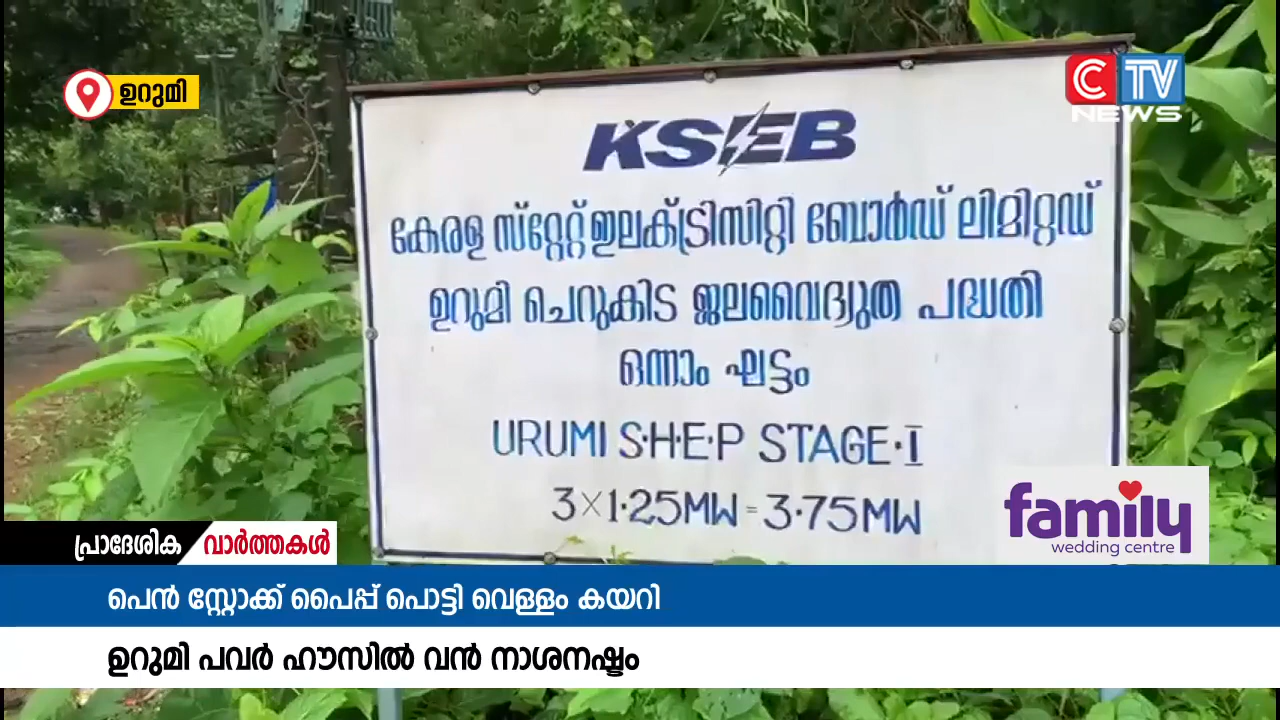 ഉറുമി
CTV
NEWS
KSEB
കേരള സ്റ്റേറ്റ് ഇലക്ട്രിസിറ്റി ബോർഡ് ലിമിറ്റഡ്
ഉറുമി ചെറുകിട ജലവൈദ്യുത പദ്ധതി
ഒന്നാം ഘട്ടം
URUMI S·H·E·P STAGE·I
3×1·25MW=3·75MW
family
wedding centre
പ്രാദേശിക വാർത്തകൾ
പെൻ സ്റ്റോക്ക് പൈപ്പ് പൊട്ടി വെള്ളം കയറി
ഉറുമി പവർ ഹൗസിൽ വൻ നാശനഷ്ടം